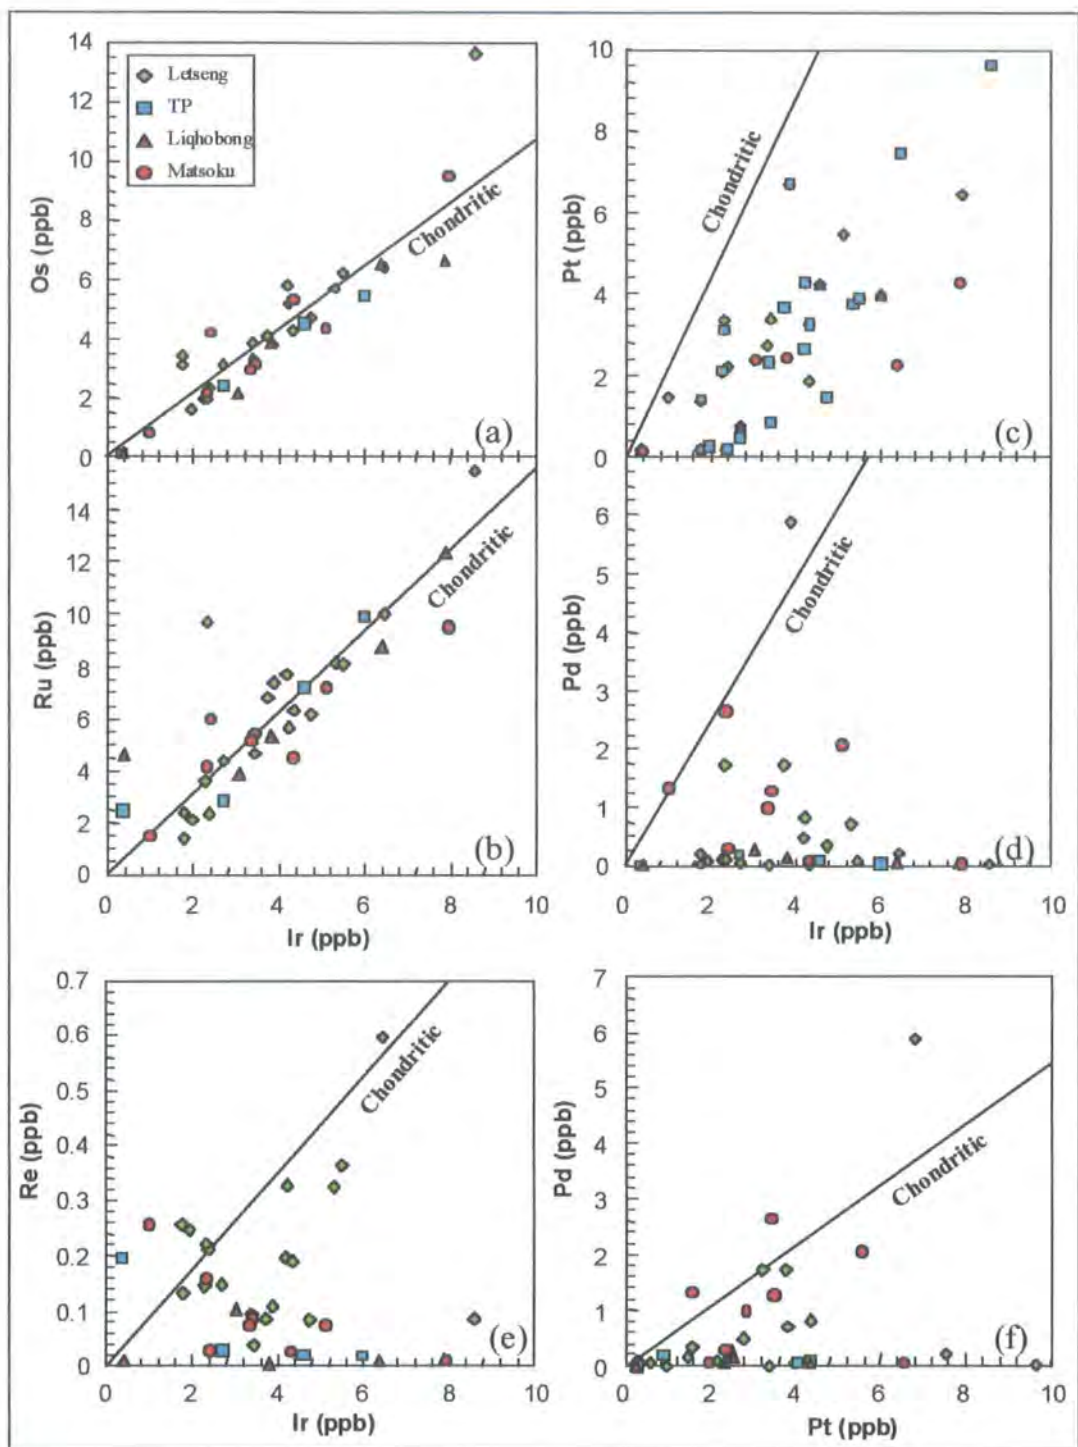 14
12
10
8
6
4
2
0
Os (ppb)
Letseng
TP
Liqhobong
Matsoku
Chondritic
(a)
14
12
10
8
6
4
2
0
Ru (ppb)
Chondritic
(b)
0
2
4
6
8
10
Ir (ppb)
10
8
6
4
2
0
Pt (ppb)
Chondritic
(c)
6
5
6
2
1
0
Pd (ppb)
Chondritic
(d)
0
2
4
6
8
10
Ir (ppb)
0.7
0.6
0.5
0.4
0.3
0.2
0.1
0
Re (ppb)
Chondritic
(e)
0
2
4
6
8
10
Ir (ppb)
7
6
5
4
3
2
1
0
Pd (ppb)
Chondritic
(f)
0
2
4
6
8
10
Pt (ppb)